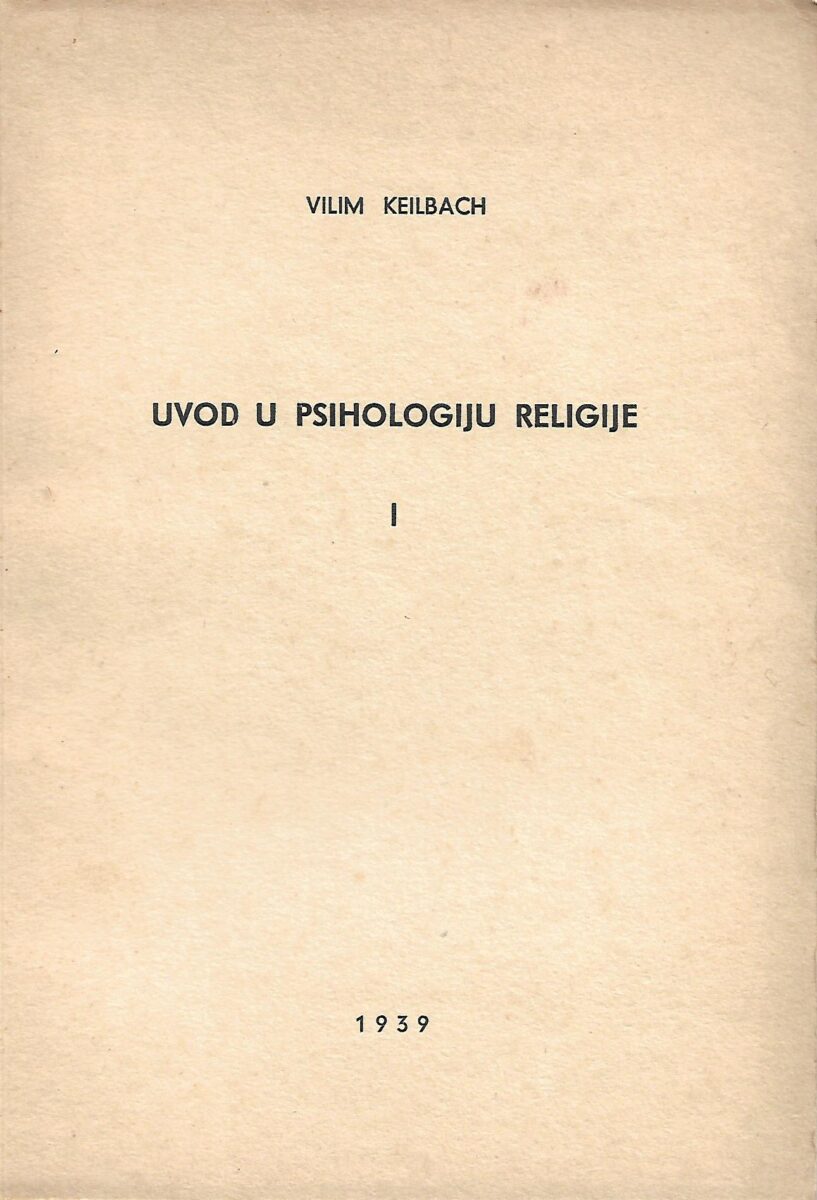 VILIM KEILBACH
UVOD U PSIHOLOGIJU RELIGIJE
I
1939